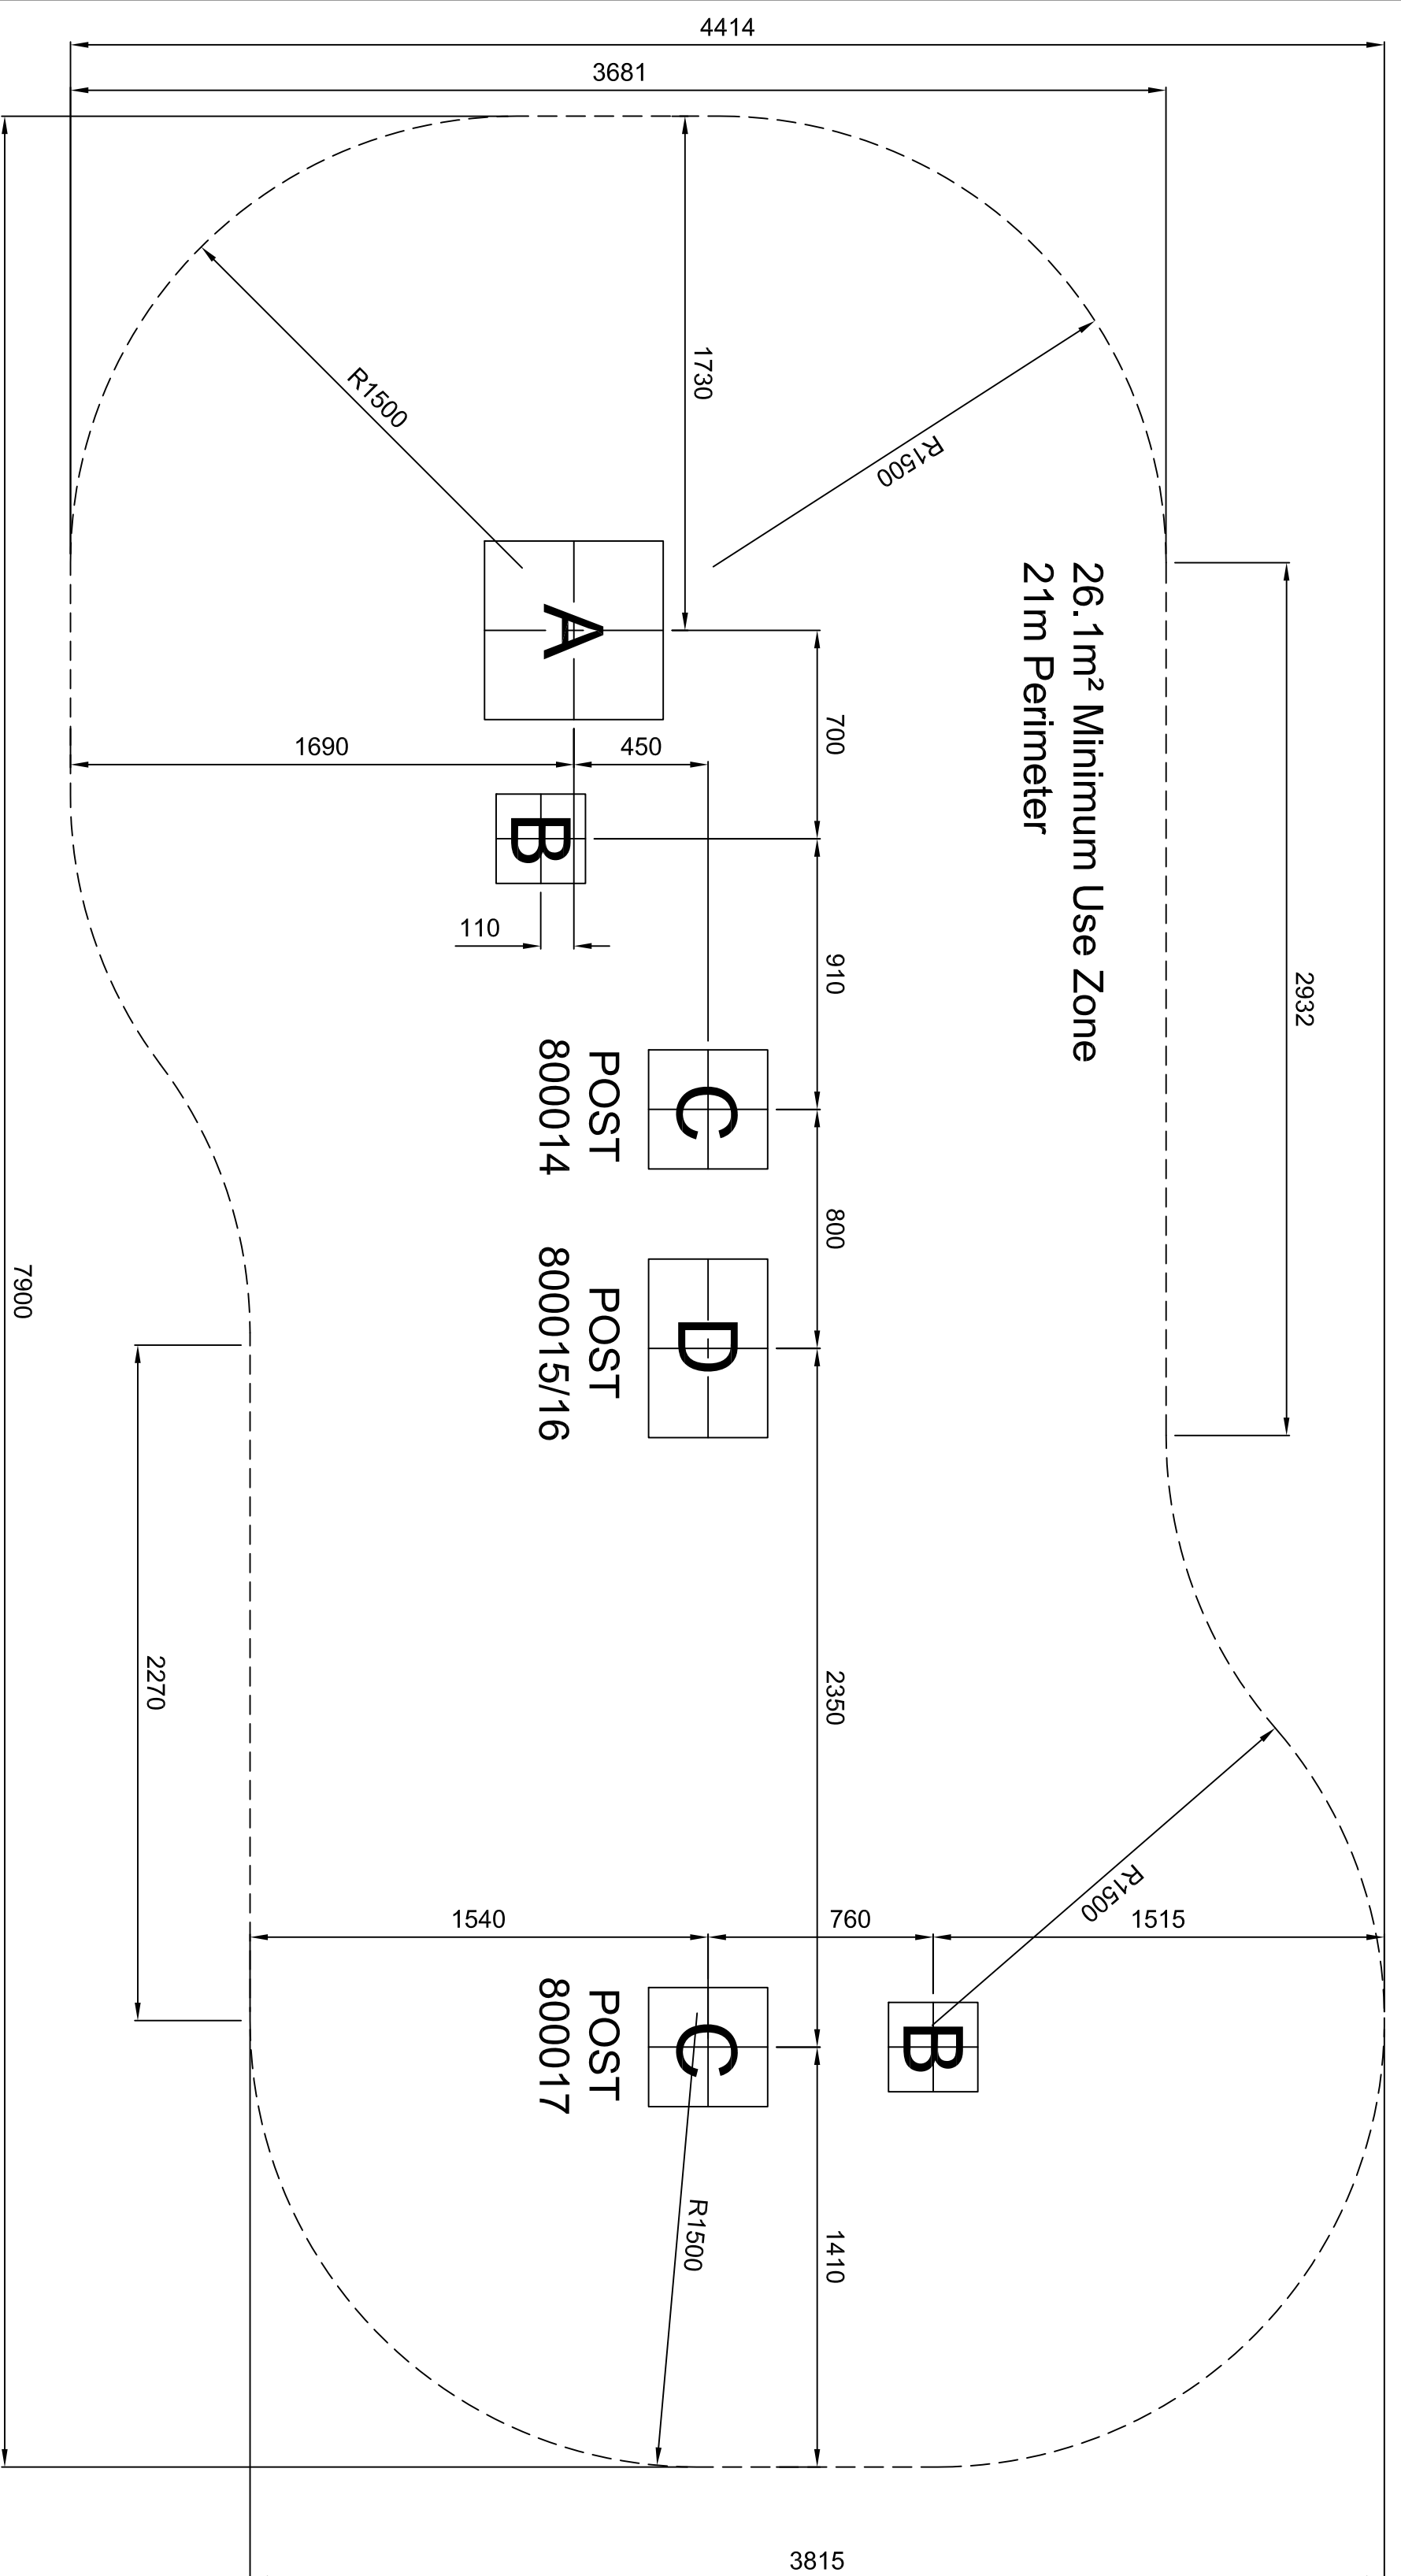 4414
3681
1730
R1500
R1500
26.1m² Minimum Use Zone
21m Perimeter
A
700
1690
450
B
110
910
2932
C
POST
800014
800
D
POST
800015/16
7900
2270
2350
R1500
1540
760
1515
B
C
POST
800017
R1500
1410
3815